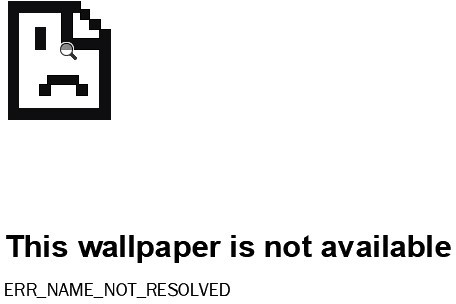 This wallpaper is not available
ERR_NAME_NOT_RESOLVED